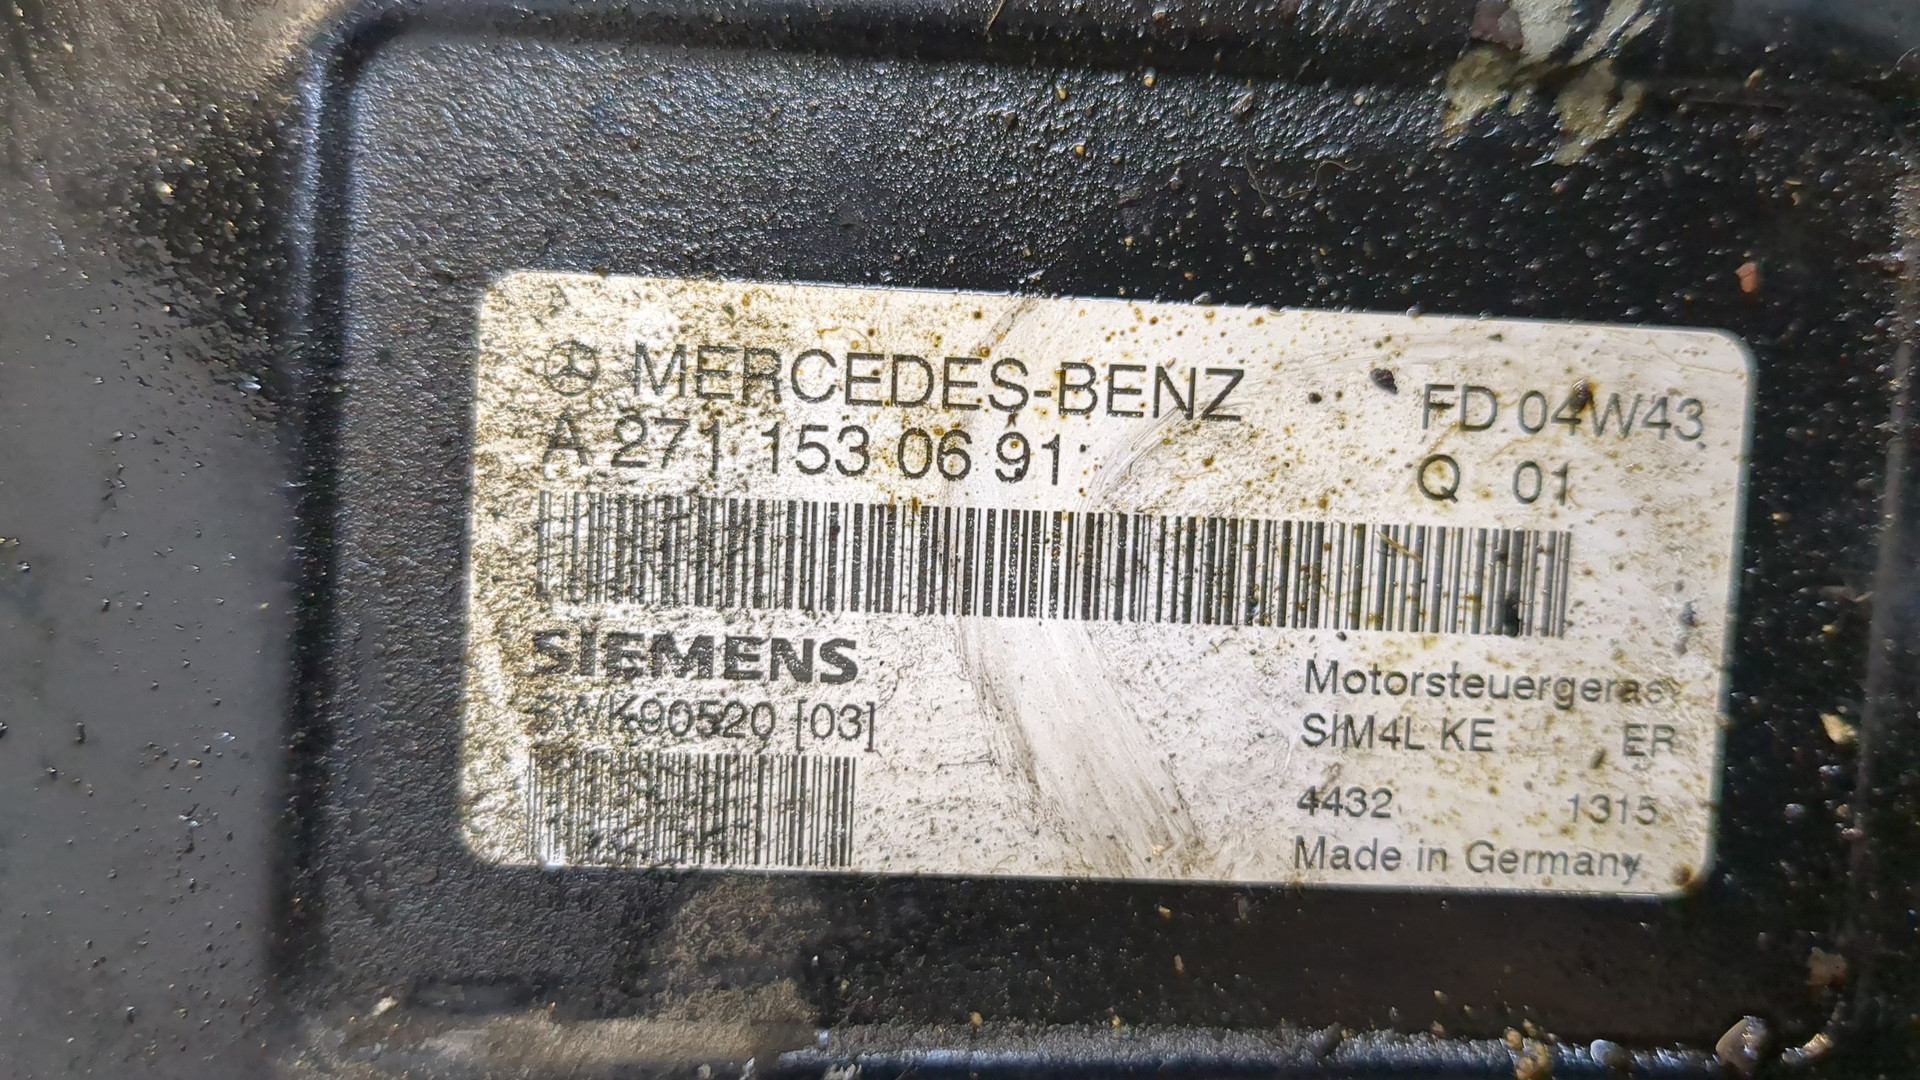 MERCEDES-BENZ
A 271 153 06 91
FD 04W43
Q 01
SIEMENS
5WK90520 [03]
Motorsteuergeraet
SIM4L KE ER
4432 1315
Made in Germany